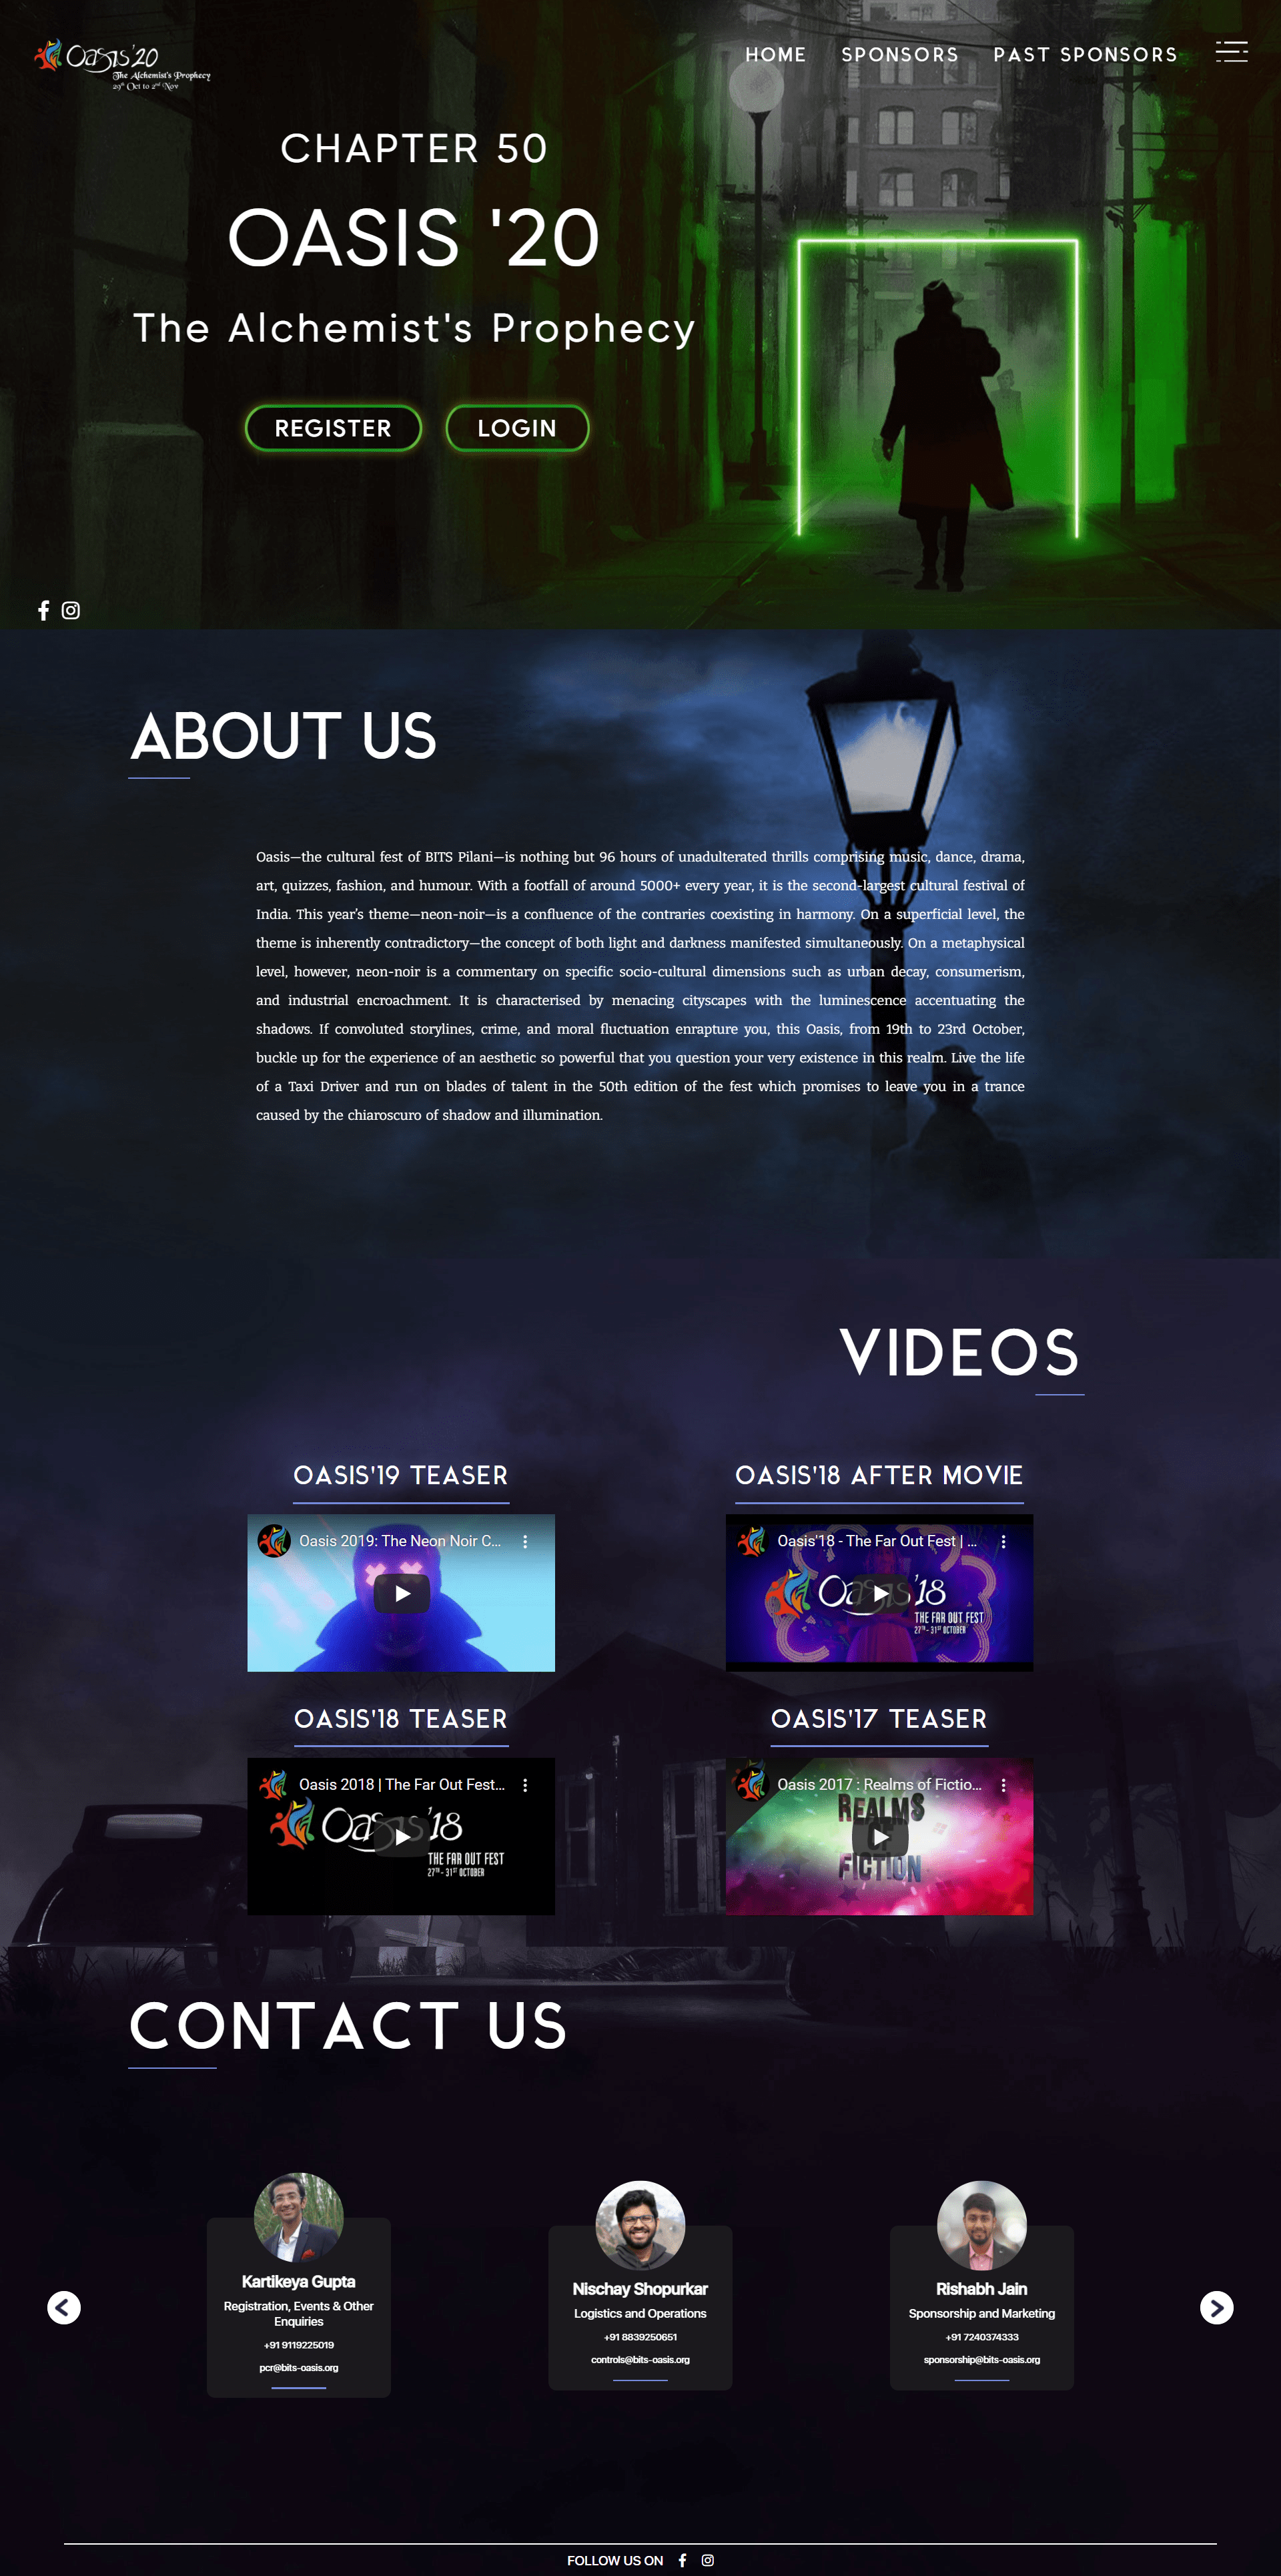 Oasis'20
The Alchemist's Prophecy
29th Oct to 2nd Nov
HOME SPONSORS PAST SPONSORS
CHAPTER 50
OASIS '20
The Alchemist's Prophecy
REGISTER LOGIN
ABOUT US
Oasis—the cultural fest of BITS Pilani—is nothing but 96 hours of unadulterated thrills comprising music, dance, drama,
art, quizzes, fashion, and humour. With a footfall of around 5000+ every year, it is the second-largest cultural festival of
India. This year's theme—neon-noir—is a confluence of the contraries coexisting in harmony. On a superficial level, the
theme is inherently contradictory—the concept of both light and darkness manifested simultaneously. On a metaphysical
level, however, neon-noir is a commentary on specific socio-cultural dimensions such as urban decay, consumerism,
and industrial encroachment. It is characterised by menacing cityscapes with the luminescence accentuating the
shadows. If convoluted storylines, crime, and moral fluctuation enrapture you, this Oasis, from 19th to 23rd October,
buckle up for the experience of an aesthetic so powerful that you question your very existence in this realm. Live the life
of a Taxi Driver and run on blades of talent in the 50th edition of the fest which promises to leave you in a trance
caused by the chiaroscuro of shadow and illumination.
VIDEOS
OASIS'19 TEASER
Oasis 2019: The Neon Noir C...
OASIS'18 AFTER MOVIE
Oasis'18 - The Far Out Fest | ...
Oasis'18
THE FAR OUT FEST
27TH - 31ST OCTOBER
OASIS'18 TEASER
Oasis 2018 | The Far Out Fest...
Oasis'18
THE FAR OUT FEST
27TH - 31ST OCTOBER
OASIS'17 TEASER
Oasis 2017 : Realms of Fictio...
REALMS
OF
FICTION
CONTACT US
Kartikeya Gupta
Registration, Events & Other
Enquiries
+91 9119225019
pcr@bits-oasis.org
Nischay Shopurkar
Logistics and Operations
+91 8839250651
controls@bits-oasis.org
Rishabh Jain
Sponsorship and Marketing
+91 7240374333
sponsorship@bits-oasis.org
FOLLOW US ON